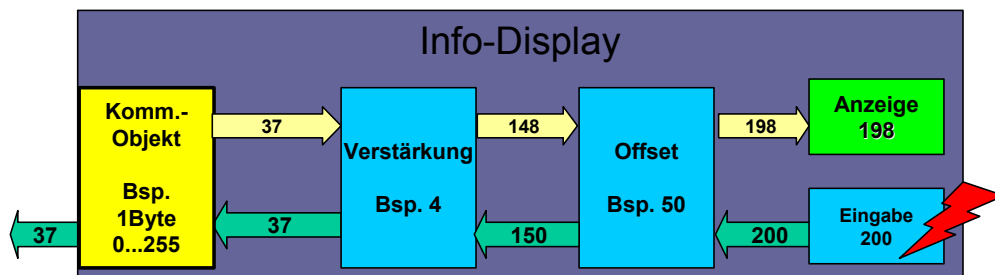 Info-Display
Komm.-
Objekt
Bsp.
1Byte
0...255
37
Verstärkung
Bsp. 4
148
Offset
Bsp. 50
198
Anzeige
198
37
37
150
200
Eingabe
200